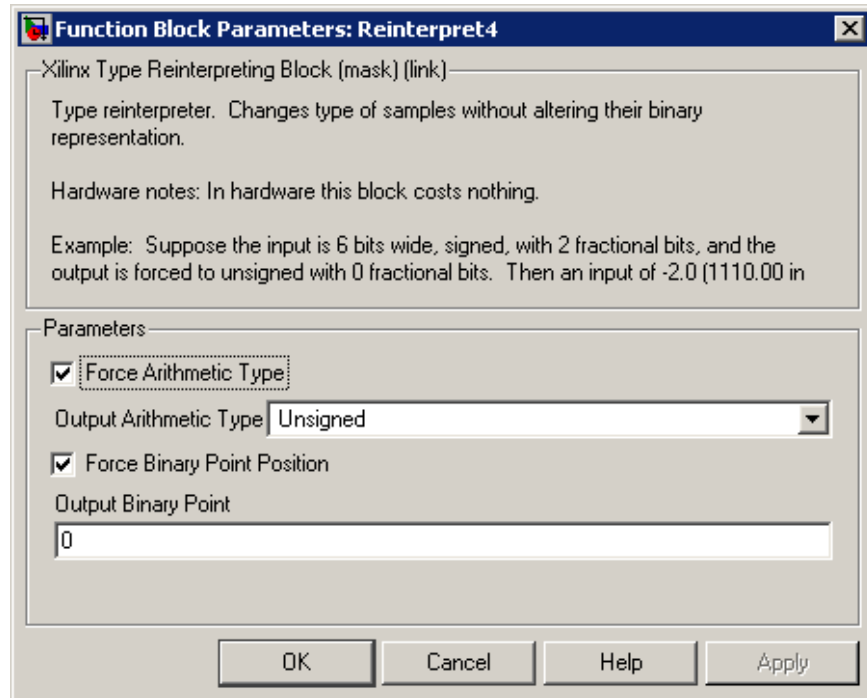 Function Block Parameters: Reinterpret4
Xilinx Type Reinterpreting Block (mask) (link)
Type reinterpreter.  Changes type of samples without altering their binary
representation.
Hardware notes: In hardware this block costs nothing.
Example:  Suppose the input is 6 bits wide, signed, with 2 fractional bits, and the
output is forced to unsigned with 0 fractional bits.  Then an input of -2.0 (1110.00 in
Parameters
Force Arithmetic Type
Output Arithmetic Type Unsigned
Force Binary Point Position
Output Binary Point
0
OK Cancel Help Apply